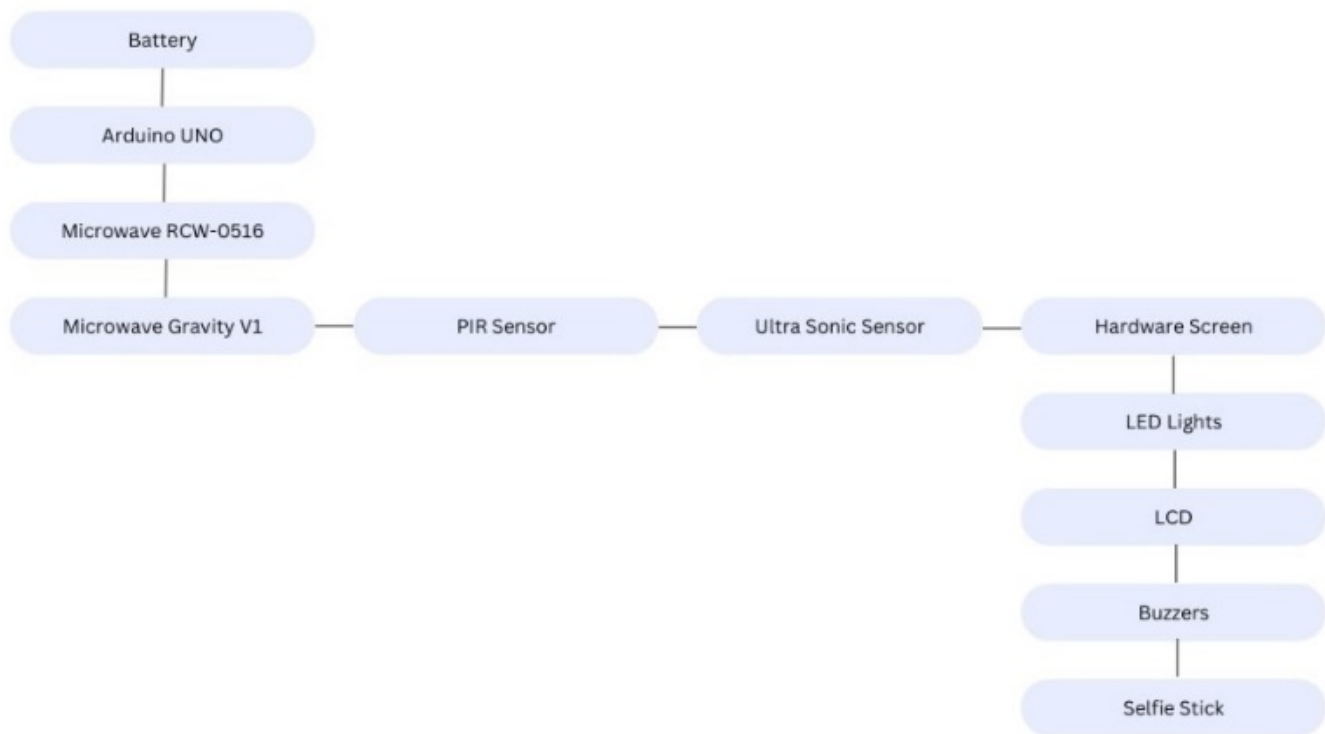 Battery
Arduino UNO
Microwave RCW-0516
Microwave Gravity V1
PIR Sensor
Ultra Sonic Sensor
Hardware Screen
LED Lights
LCD
Buzzers
Selfie Stick